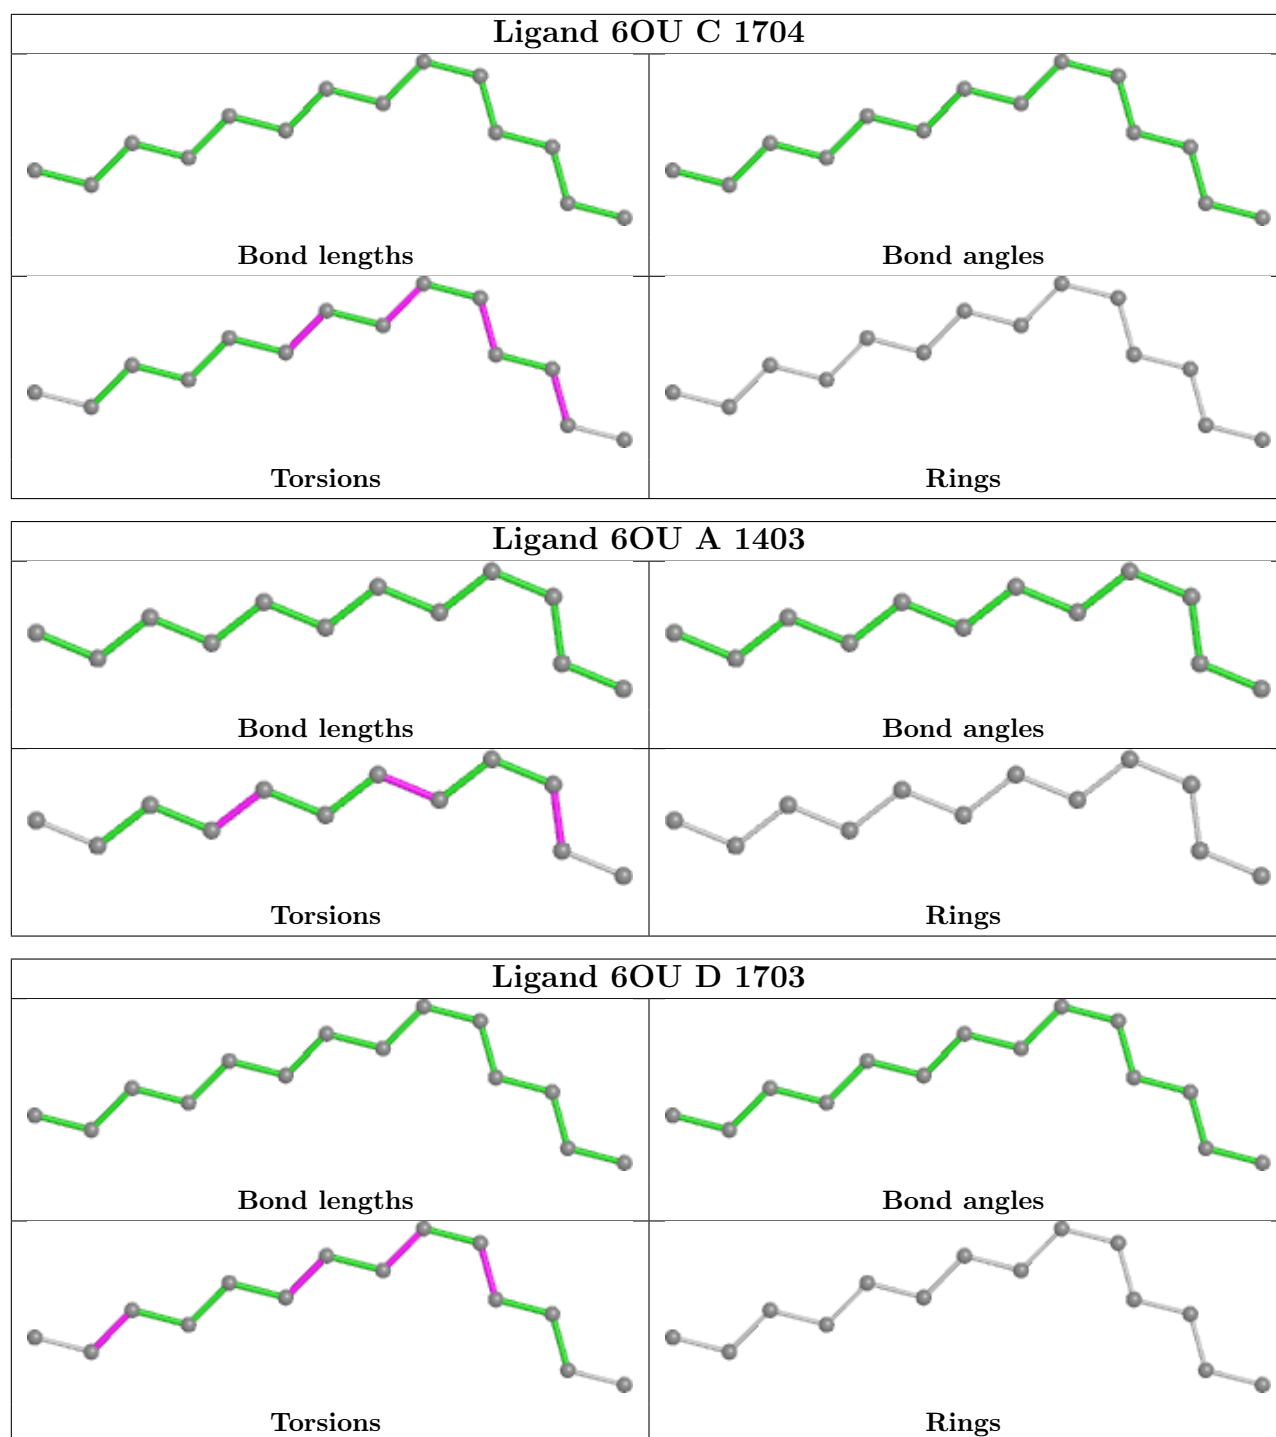 Ligand 6OU C 1704
Bond lengths
Bond angles
Torsions
Rings
Ligand 6OU A 1403
Bond lengths
Bond angles
Torsions
Rings
Ligand 6OU D 1703
Bond lengths
Bond angles
Torsions
Rings